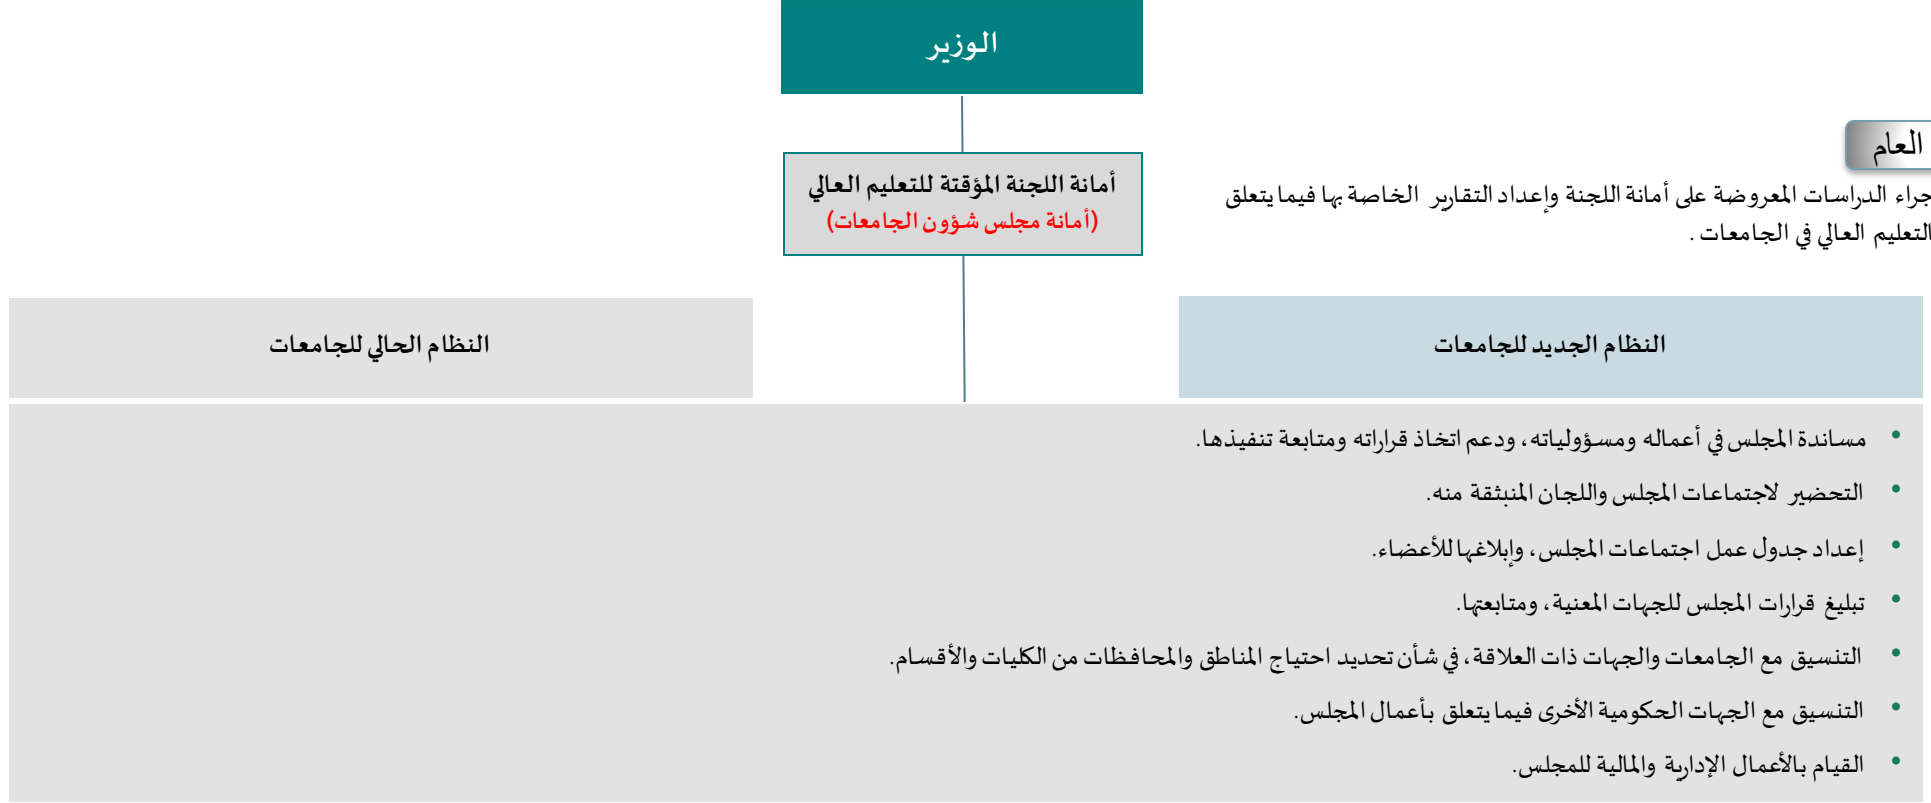 الوزير
أمانة اللجنة المؤقتة للتعليم العالي
(أمانة مجلس شؤون الجامعات)
العام
جراء الدراسات المعروضة على أمانة اللجنة وإعداد التقارير الخاصة بها فيما يتعلق
التعليم العالي في الجامعات.
النظام الجديد للجامعات
النظام الحالي للجامعات
• مساندة المجلس في أعماله ومسؤولياته، ودعم اتخاذ قراراته ومتابعة تنفيذها.
• التحضير لاجتماعات المجلس واللجان المنبثقة منه.
• إعداد جدول عمل اجتماعات المجلس، وإبلاغها للأعضاء.
• تبليغ قرارات المجلس للجهات المعنية، ومتابعتها.
• التنسيق مع الجامعات والجهات ذات العلاقة، في شأن تحديد احتياج المناطق والمحافظات من الكليات والأقسام.
• التنسيق مع الجهات الحكومية الأخرى فيما يتعلق بأعمال المجلس.
• القيام بالأعمال الإدارية والمالية للمجلس.